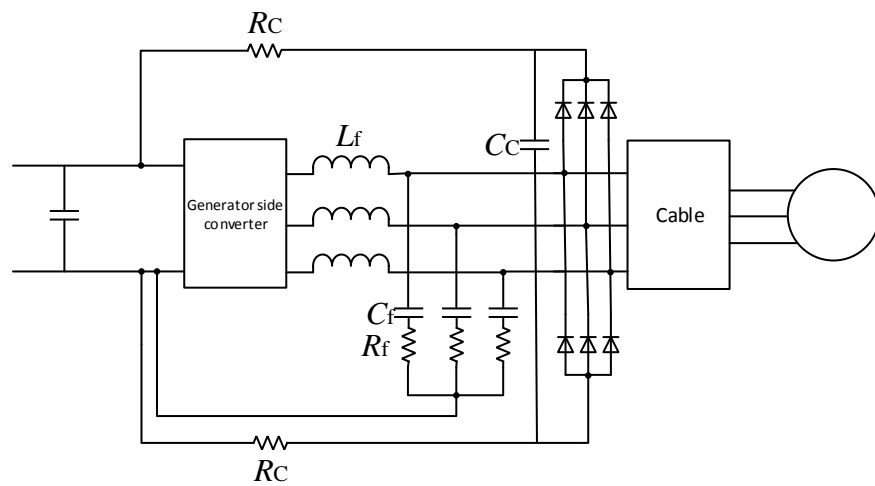 RC
Lf
CC
Generator side
converter
Cable
Cf
Rf
RC